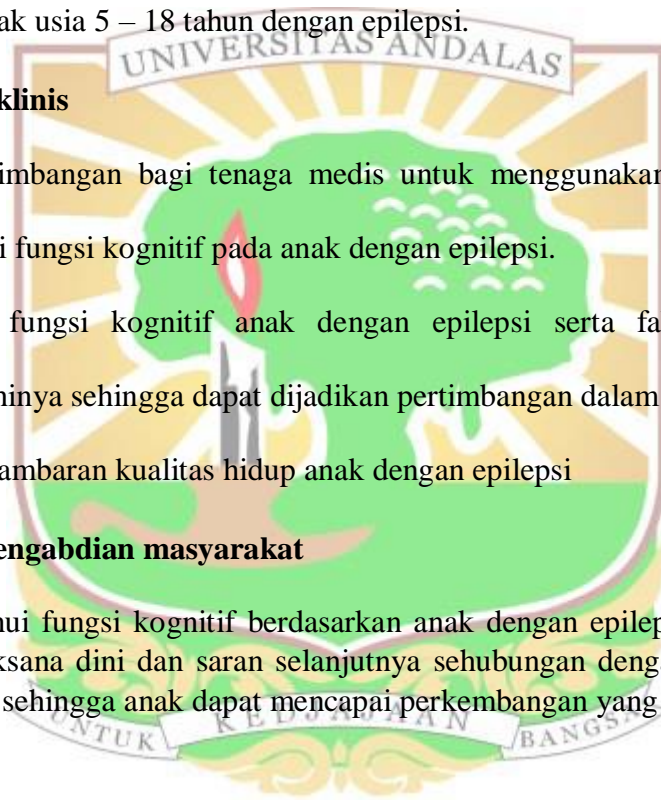 ak usia 5 – 18 tahun dengan epilepsi.
UNIVERSITAS ANDALAS
klinis
imbangan bagi tenaga medis untuk menggunakan
i fungsi kognitif pada anak dengan epilepsi.
fungsi kognitif anak dengan epilepsi serta fa
hinya sehingga dapat dijadikan pertimbangan dalam
ambaran kualitas hidup anak dengan epilepsi
engabdian masyarakat
ui fungsi kognitif berdasarkan anak dengan epilep
ksana dini dan saran selanjutnya sehubungan denga
sehingga anak dapat mencapai perkembangan yang
UNTUK KEDJAJAAN BANGSA